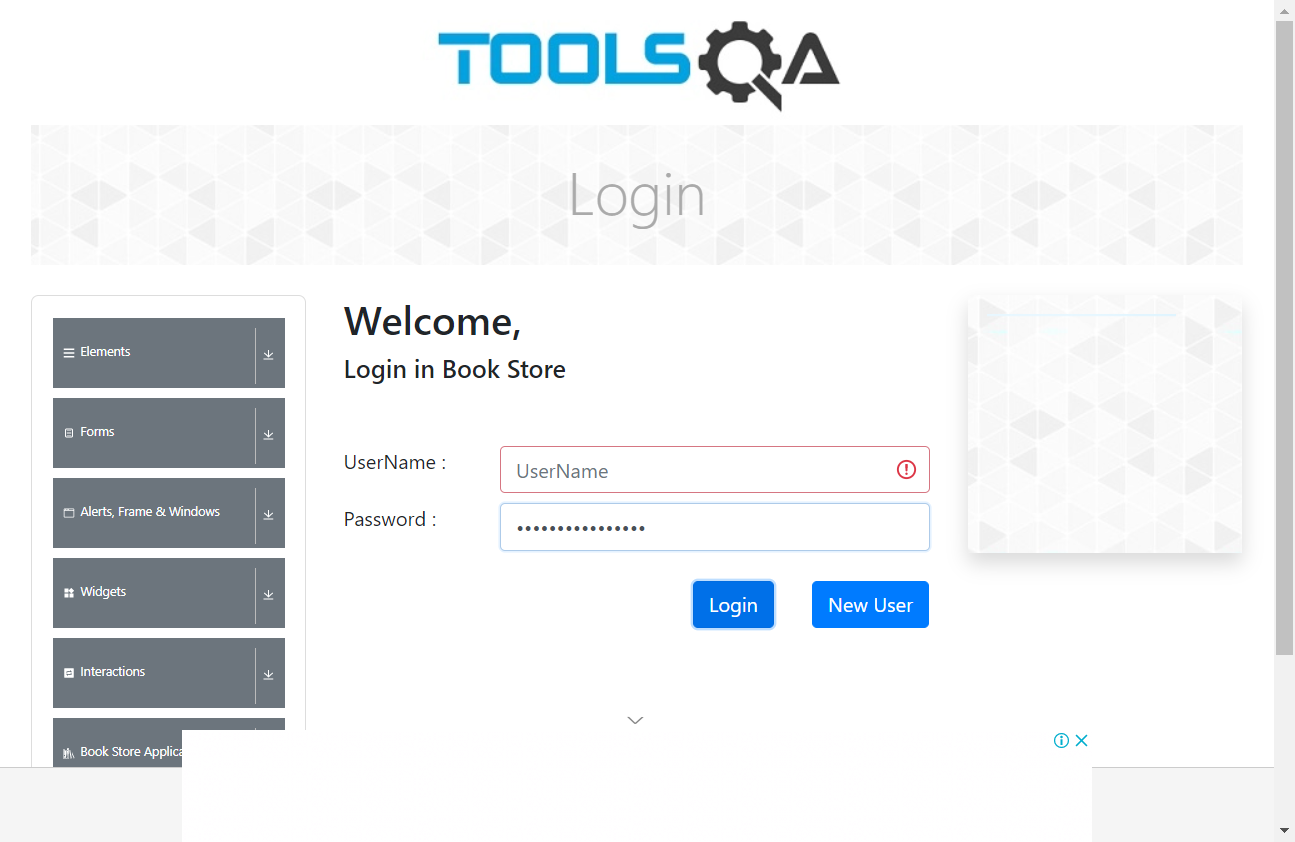 TOOLSQA
Login
Elements
Forms
Alerts, Frame & Windows
Widgets
Interactions
Book Store Applica
Welcome,
Login in Book Store
UserName :
UserName
Password :
••••••••••••••••
Login
New User